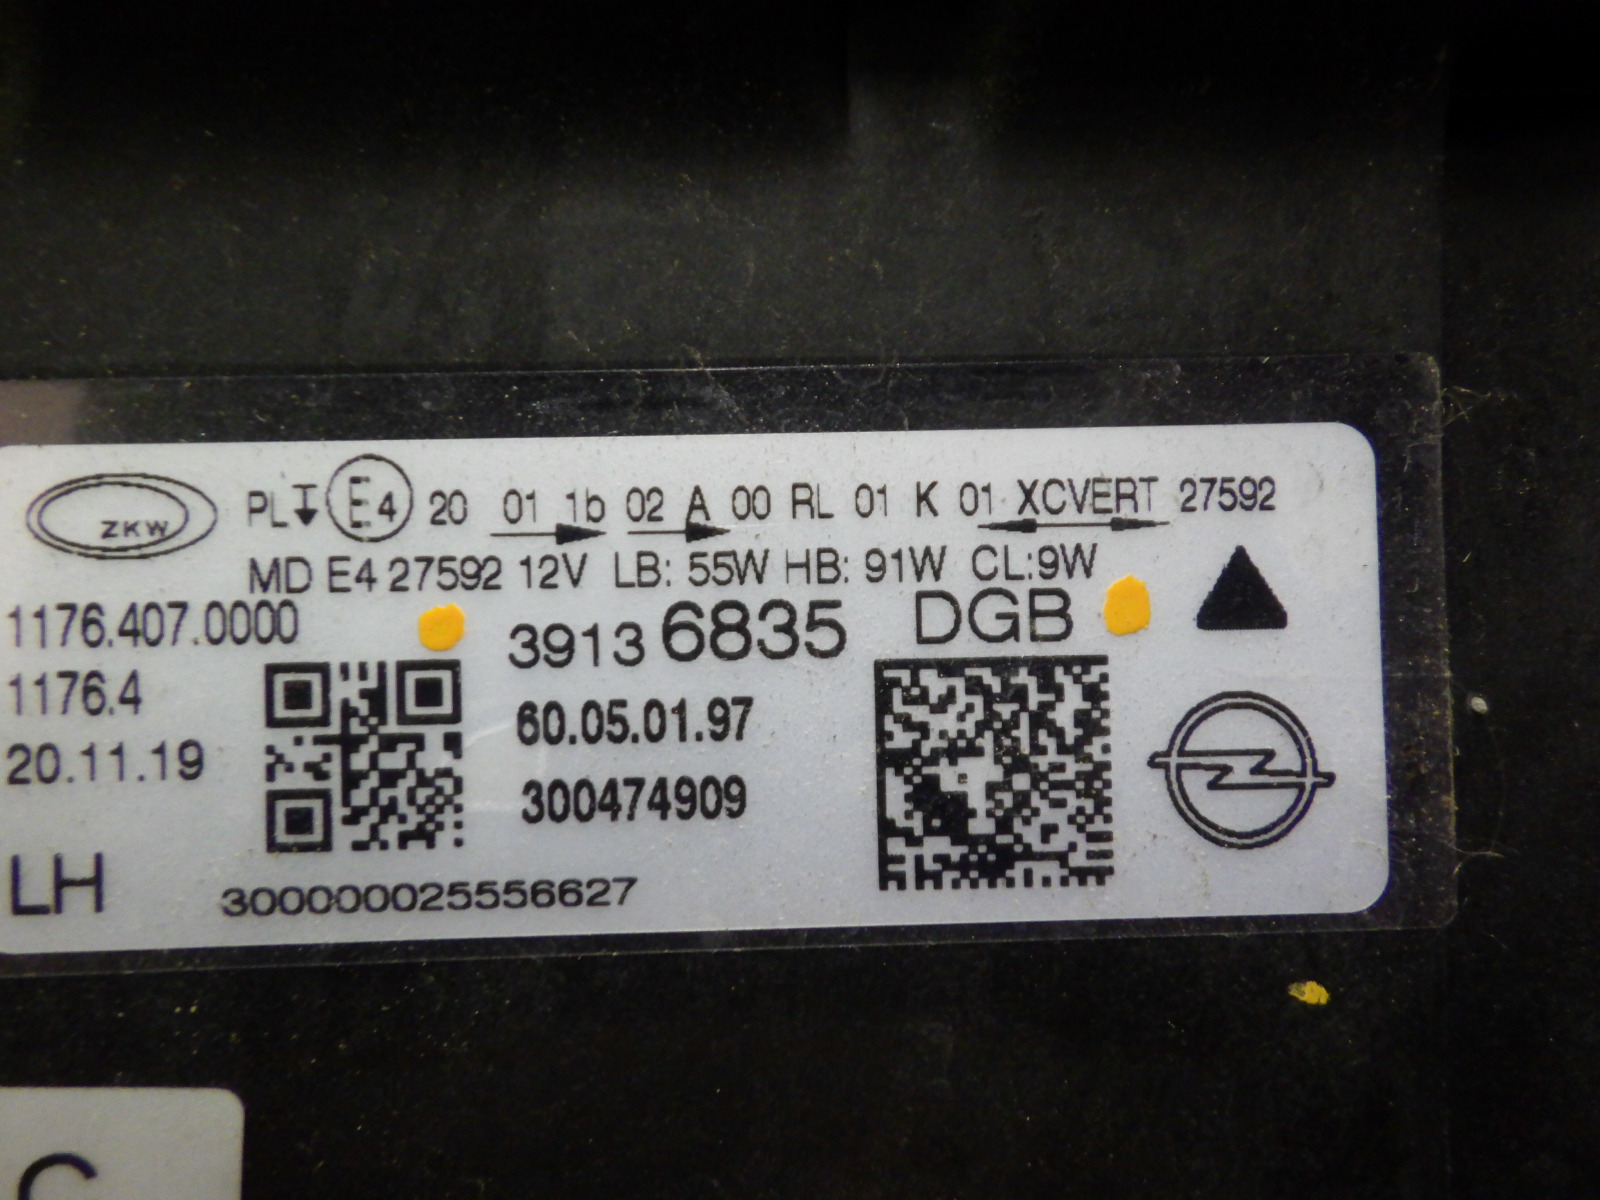 ZKW
PL E4 20 01 1b 02 A 00 RL 01 K 01 XCVERT 27592
MD E4 27592 12V LB: 55W HB: 91W CL:9W
1176.407.0000
39136835 DGB
1176.4
60.05.01.97
20.11.19
300474909
LH
300000025556627
C